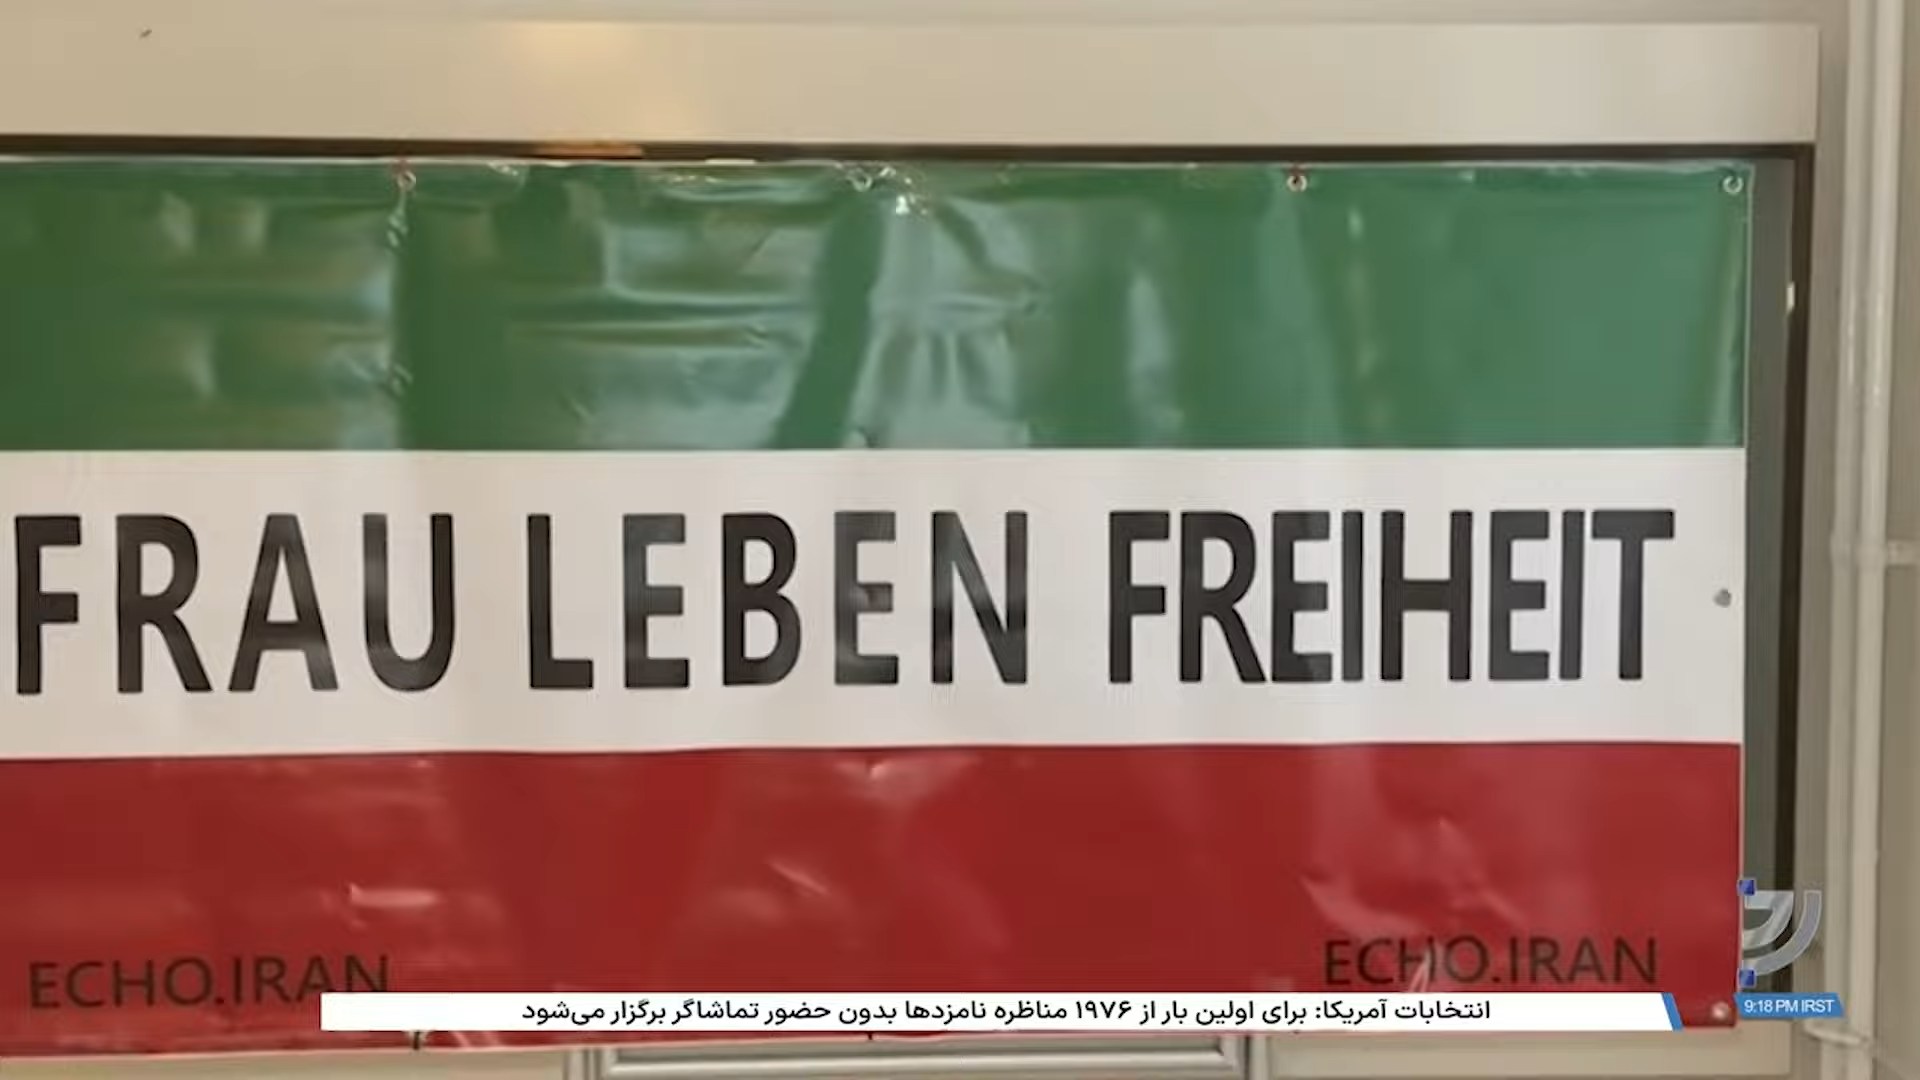 FRAU LEBEN FREIHEIT
ECHO.IRAN
ECHO.IRAN
انتخابات آمریکا: برای اولین بار از ۱۹۷۶ مناظره نامزدها بدون حضور تماشاگر برگزار می‌شود
9:18 PM IRST